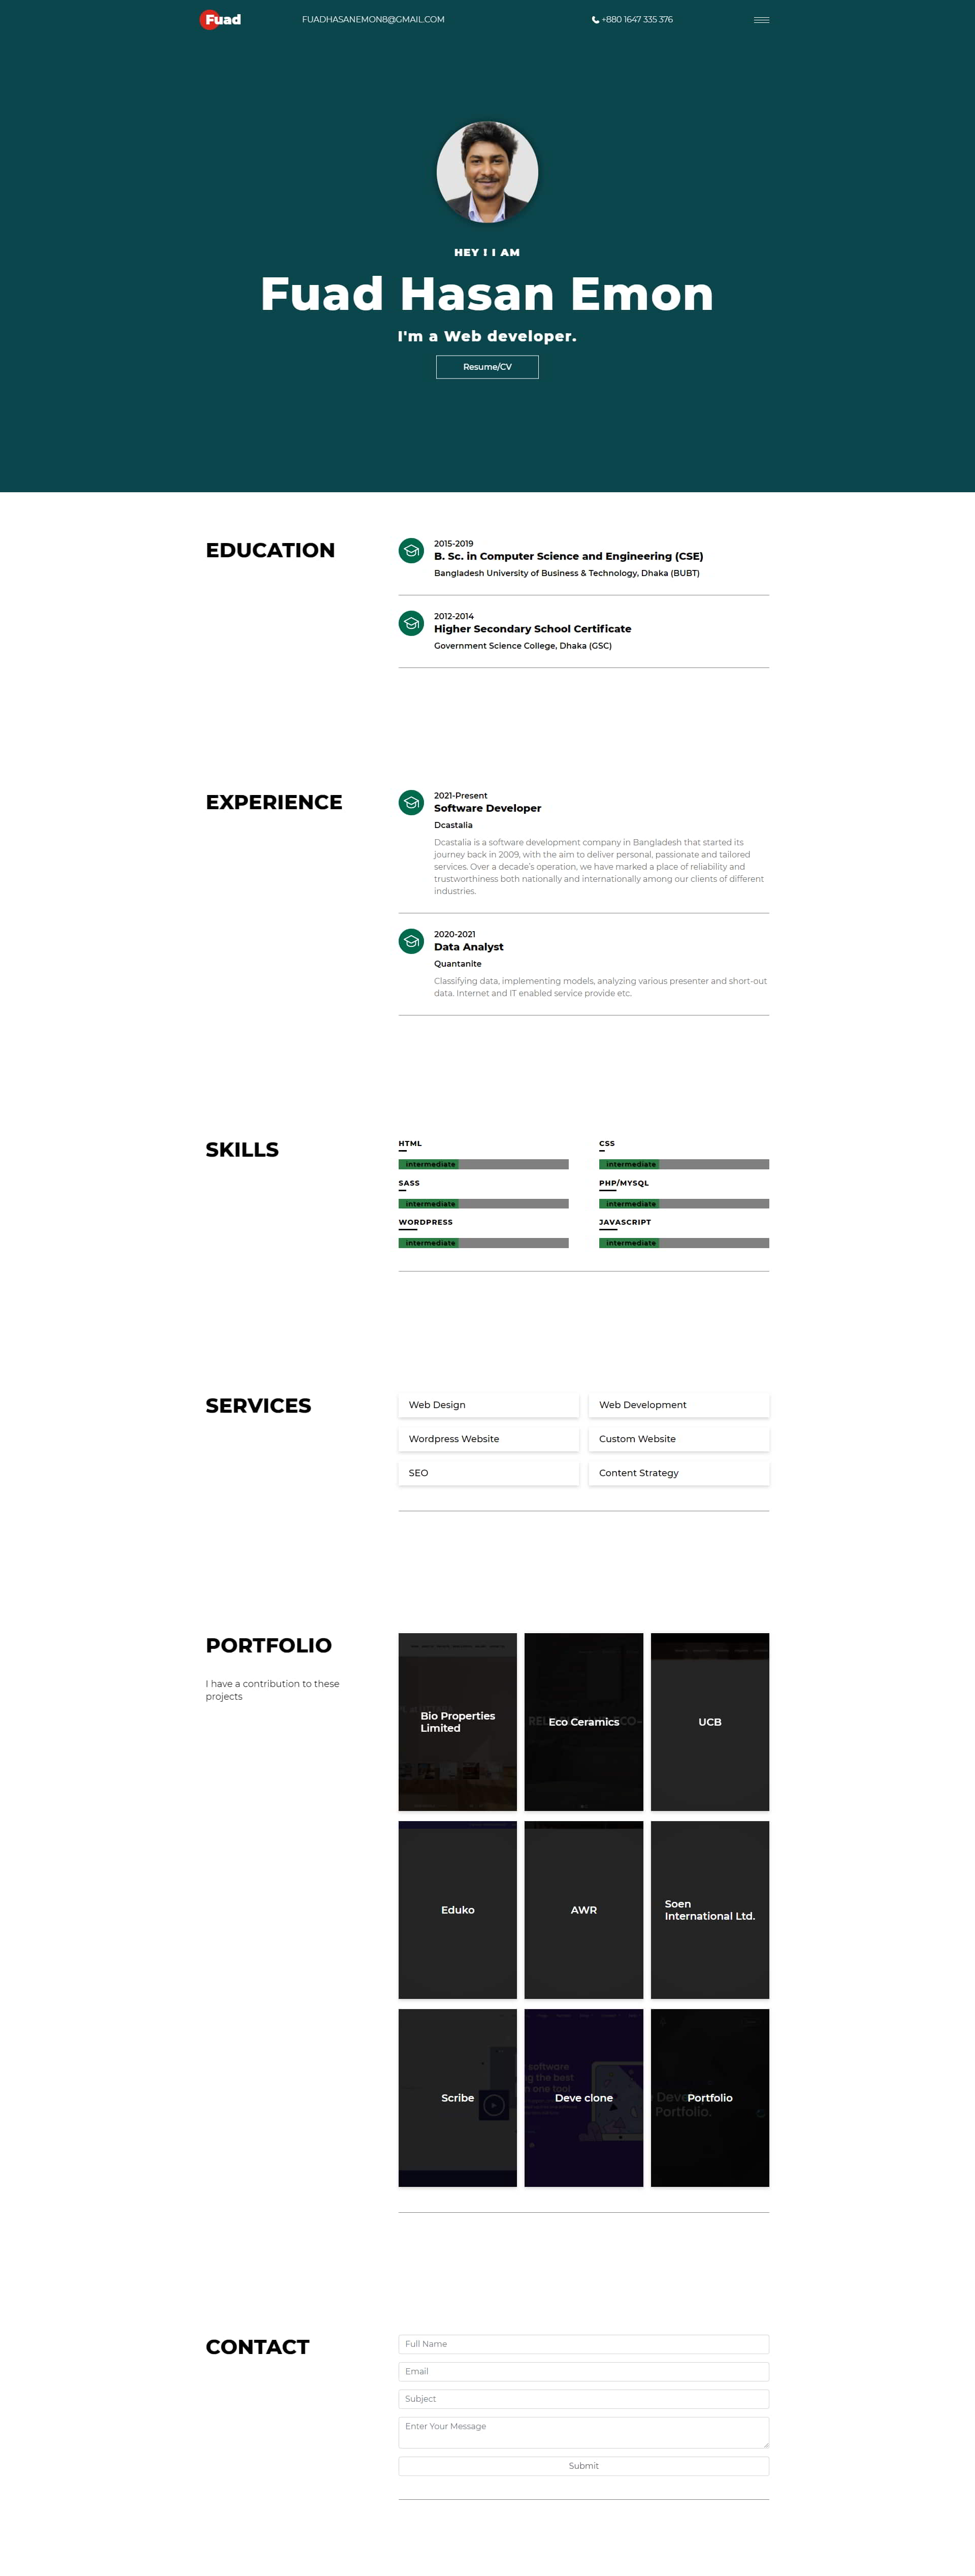 Fuad
FUADHASANEMON8@GMAIL.COM
+880 1647 335 376
HEY ! I AM
Fuad Hasan Emon
I'm a Web developer.
Resume/CV
EDUCATION
2015-2019
B. Sc. in Computer Science and Engineering (CSE)
Bangladesh University of Business & Technology, Dhaka (BUBT)
2012-2014
Higher Secondary School Certificate
Government Science College, Dhaka (GSC)
EXPERIENCE
2021-Present
Software Developer
Dcastalia
Dcastalia is a software development company in Bangladesh that started its
journey back in 2009, with the aim to deliver personal, passionate and tailored
services. Over a decade's operation, we have marked a place of reliability and
trustworthiness both nationally and internationally among our clients of different
industries.
2020-2021
Data Analyst
Quantanite
Classifying data, implementing models, analyzing various presenter and short-out
data. Internet and IT enabled service provide etc.
SKILLS
HTML
intermediate
CSS
intermediate
SASS
intermediate
PHP/MYSQL
intermediate
WORDPRESS
intermediate
JAVASCRIPT
intermediate
SERVICES
Web Design
Web Development
Wordpress Website
Custom Website
SEO
Content Strategy
PORTFOLIO
I have a contribution to these
projects
Bio Properties
Limited
Eco Ceramics
UCB
Eduko
AWR
Soen
International Ltd.
Scribe
software
g the best
n one tool
Deve clone
Portfolio
Portfolio.
CONTACT
Full Name
Email
Subject
Enter Your Message
Submit